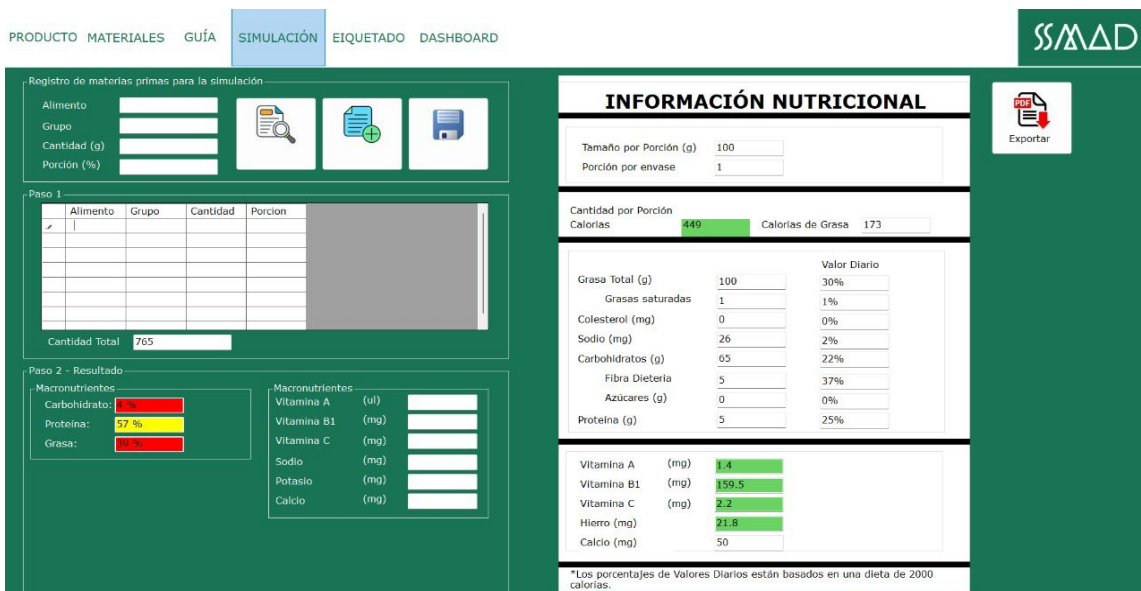 PRODUCTO MATERIALES GUÍA SIMULACIÓN EIQUETADO DASHBOARD
SSMAD
Registro de materias primas para la simulación
Alimento
Grupo
Cantidad (g)
Porción (%)
Paso 1
Alimento Grupo Cantidad Porcion
Cantidad Total 765
Paso 2 - Resultado
Macronutrientes
Carbohidrato: 4 %
Proteína: 57 %
Grasa: 39 %
Macronutrientes
Vitamina A (ul)
Vitamina B1 (mg)
Vitamina C (mg)
Sodio (mg)
Potasio (mg)
Calcio (mg)
INFORMACIÓN NUTRICIONAL
Tamaño por Porción (g) 100
Porción por envase 1
Cantidad por Porción
Calorias 449 Calorias de Grasa 173
Valor Diario
Grasa Total (g) 100 30%
Grasas saturadas 1 1%
Colesterol (mg) 0 0%
Sodio (mg) 26 2%
Carbohidratos (g) 65 22%
Fibra Dieteria 5 37%
Azúcares (g) 0 0%
Proteína (g) 5 25%
Vitamina A (mg) 1.4
Vitamina B1 (mg) 159.5
Vitamina C (mg) 2.2
Hierro (mg) 21.8
Calcio (mg) 50
*Los porcentajes de Valores Diarios están basados en una dieta de 2000
calorías.
PDF
Exportar